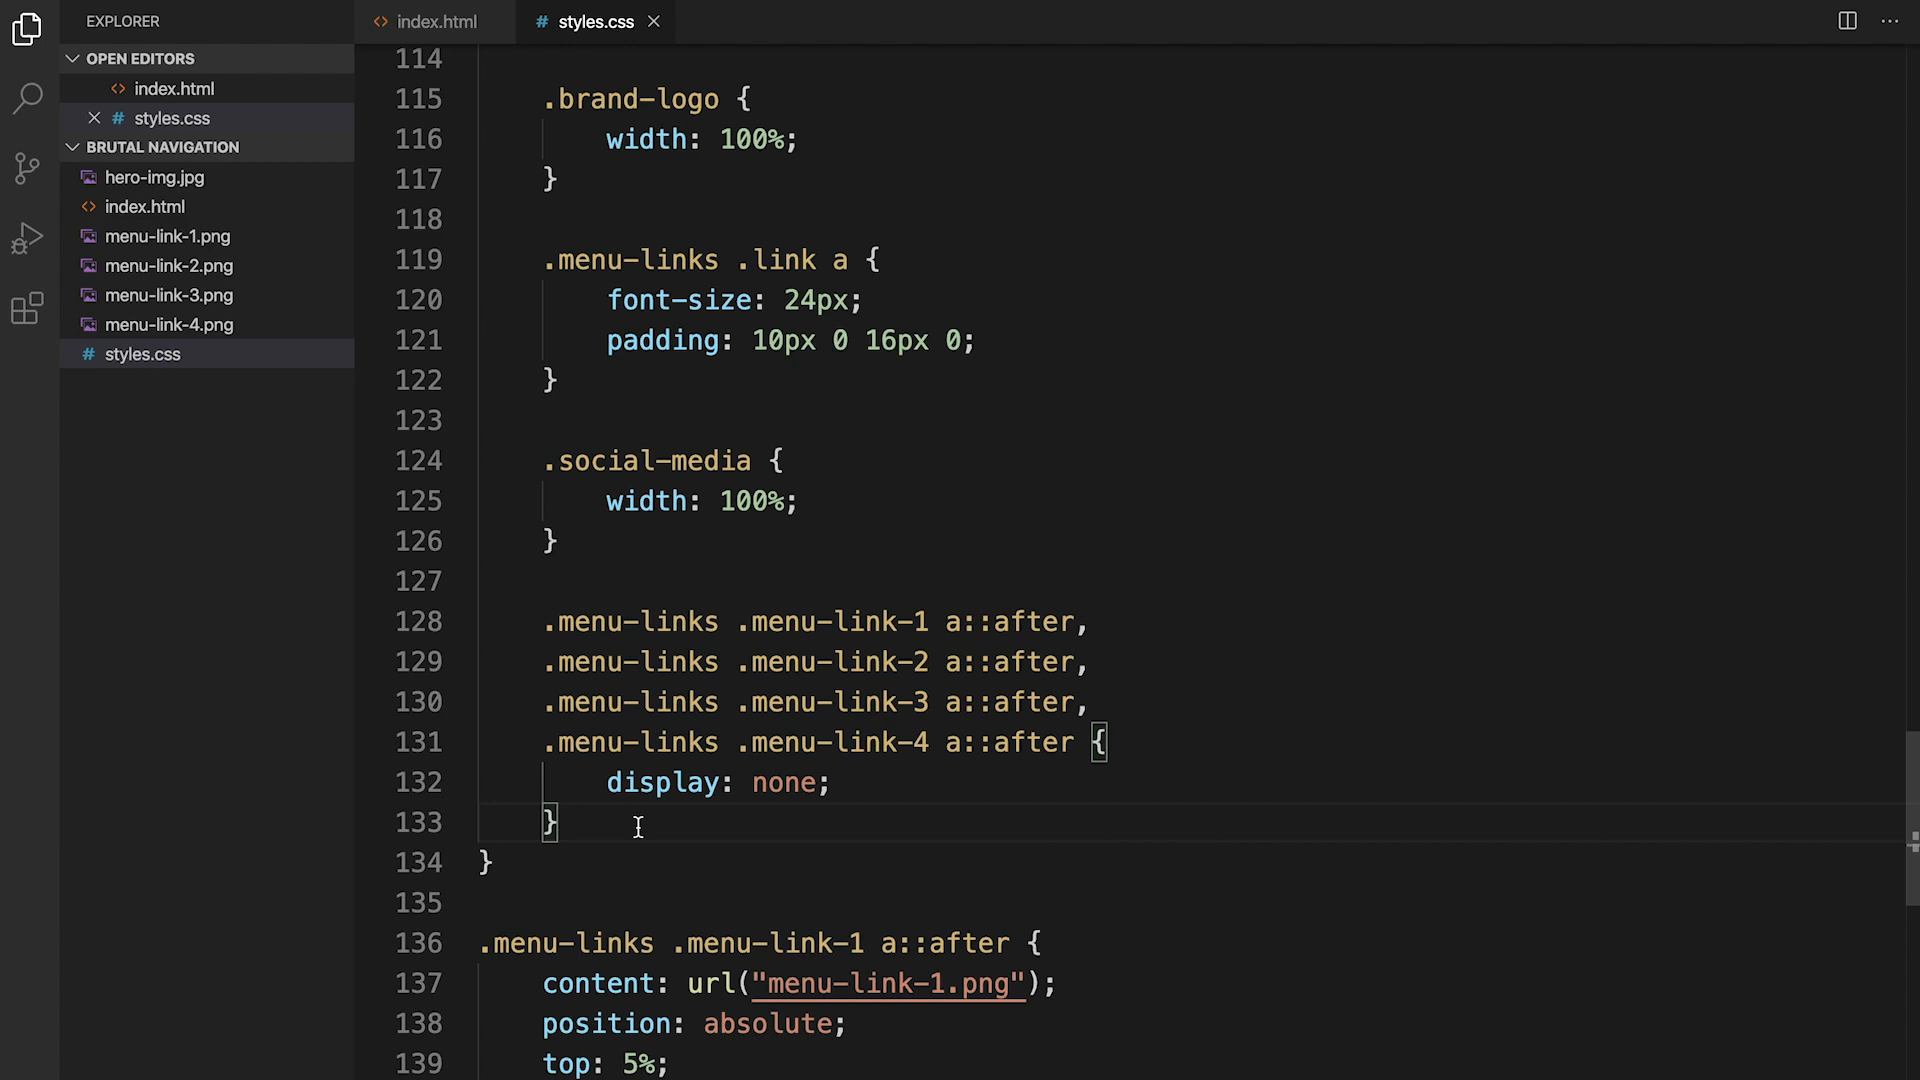 EXPLORER
OPEN EDITORS
index.html
# styles.css
BRUTAL NAVIGATION
hero-img.jpg
index.html
menu-link-1.png
menu-link-2.png
menu-link-3.png
menu-link-4.png
# styles.css
index.html
# styles.css
114
115 .brand-logo {
116 width: 100%;
117 }
118
119 .menu-links .link a {
120 font-size: 24px;
121 padding: 10px 0 16px 0;
122 }
123
124 .social-media {
125 width: 100%;
126 }
127
128 .menu-links .menu-link-1 a::after,
129 .menu-links .menu-link-2 a::after,
130 .menu-links .menu-link-3 a::after,
131 .menu-links .menu-link-4 a::after {
132 display: none;
133 }
134 }
135
136 .menu-links .menu-link-1 a::after {
137 content: url("menu-link-1.png");
138 position: absolute;
139 top: 5%;